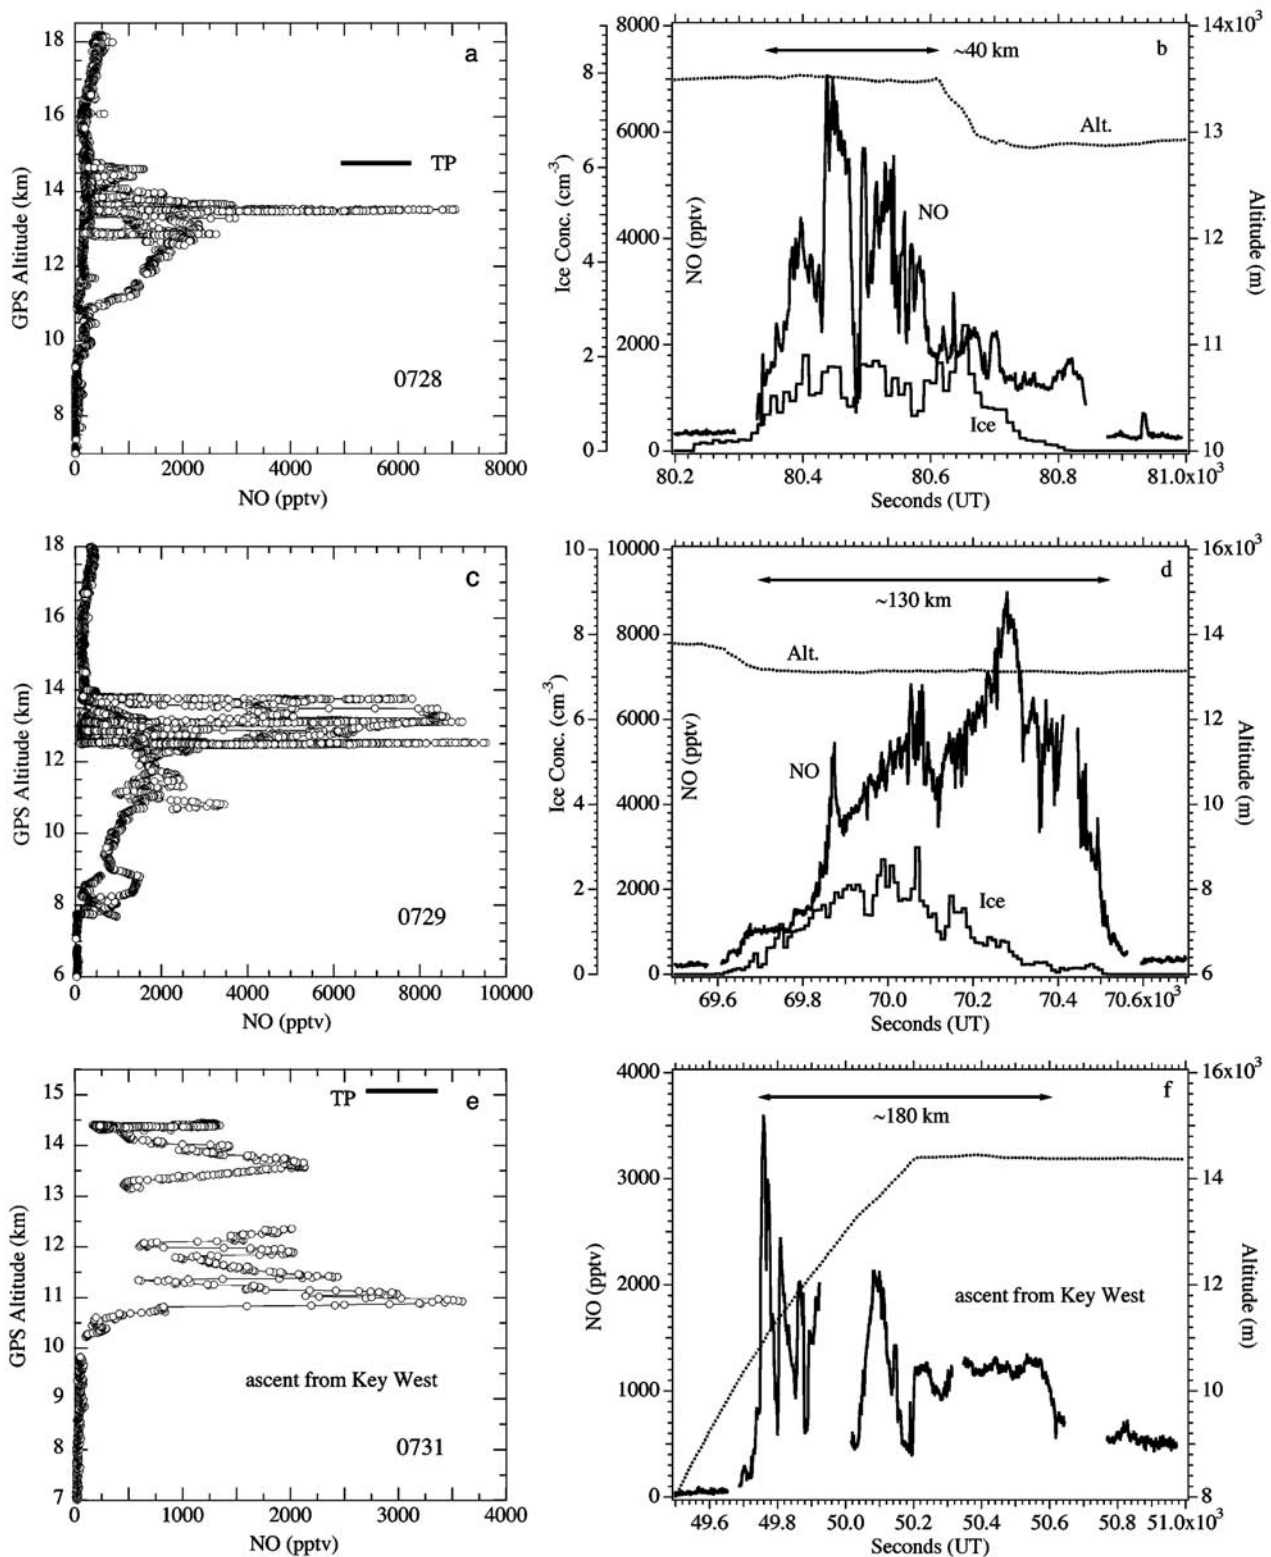 a
TP
0728
18
16
14
12
10
8
GPS Altitude (km)
0
2000
4000
6000
8000
NO (pptv)
b
~40 km
Alt.
NO
Ice
8
6
4
2
0
Ice Conc. (cm-3)
8000
6000
4000
2000
0
NO (pptv)
14x10³
13
12
11
10
Altitude (m)
80.2
80.4
80.6
80.8
81.0x10³
Seconds (UT)
c
0729
18
16
14
12
10
8
6
GPS Altitude (km)
0
2000
4000
6000
8000
10000
NO (pptv)
d
~130 km
Alt.
NO
Ice
10
8
6
4
2
0
Ice Conc. (cm-3)
10000
8000
6000
4000
2000
0
NO (pptv)
16x10³
14
12
10
8
6
Altitude (m)
69.6
69.8
70.0
70.2
70.4
70.6x10³
Seconds (UT)
e
TP
ascent from Key West
0731
15
14
13
12
11
10
9
8
7
GPS Altitude (km)
0
1000
2000
3000
4000
NO (pptv)
f
~180 km
ascent from Key West
4000
3000
2000
1000
0
NO (pptv)
16x10³
14
12
10
8
Altitude (m)
49.6
49.8
50.0
50.2
50.4
50.6
50.8
51.0x10³
Seconds (UT)